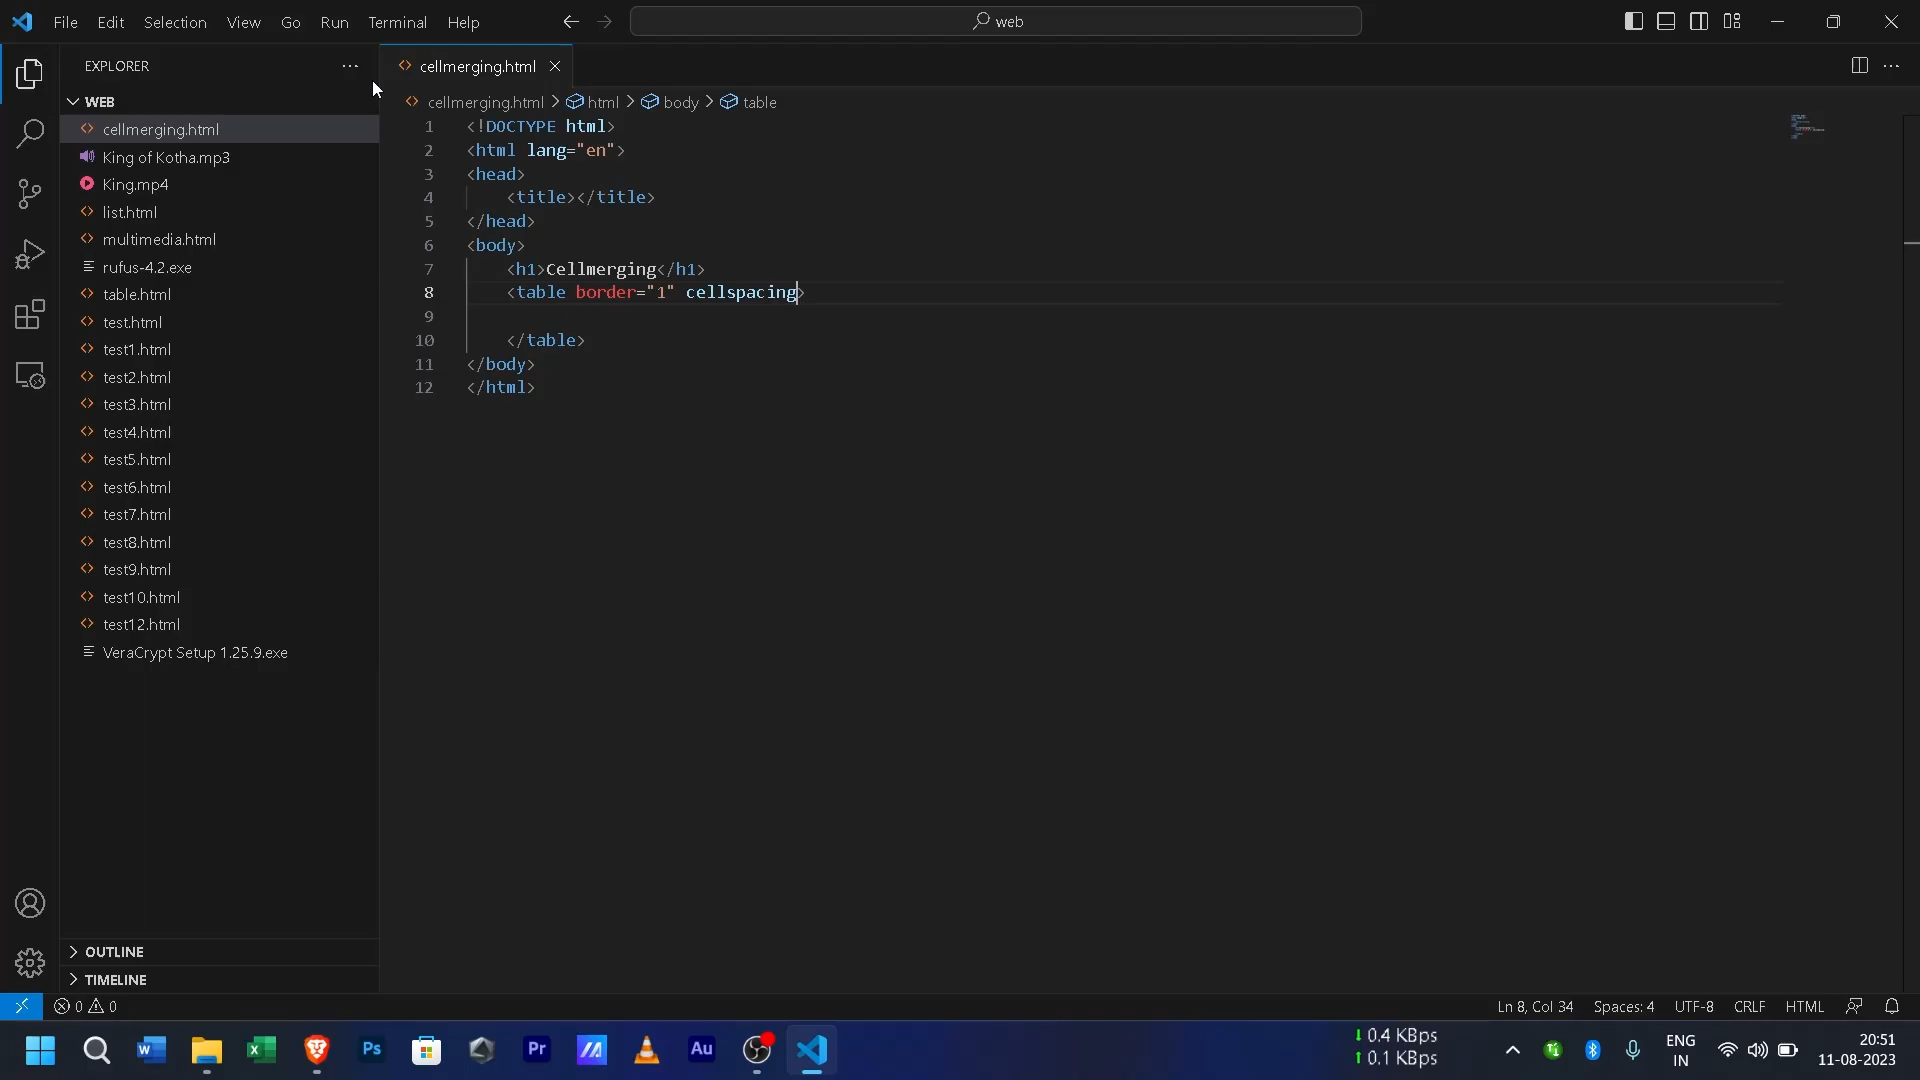 File Edit Selection View Go Run Terminal Help
web
EXPLORER
cellmerging.html
WEB
cellmerging.html
King of Kotha.mp3
King.mp4
list.html
multimedia.html
rufus-4.2.exe
table.html
test.html
test1.html
test2.html
test3.html
test4.html
test5.html
test6.html
test7.html
test8.html
test9.html
test10.html
test12.html
VeraCrypt Setup 1.25.9.exe
OUTLINE
TIMELINE
cellmerging.html > html > body > table
1 <!DOCTYPE html>
2 <html lang="en">
3 <head>
4 <title></title>
5 </head>
6 <body>
7 <h1>Cellmerging</h1>
8 <table border="1" cellspacing>
9
10 </table>
11 </body>
12 </html>
0 0
Ln 8, Col 34 Spaces: 4 UTF-8 CRLF HTML
W X Ps Pr Au
0.4 KBps
0.1 KBps
ENG
IN
20:51
11-08-2023